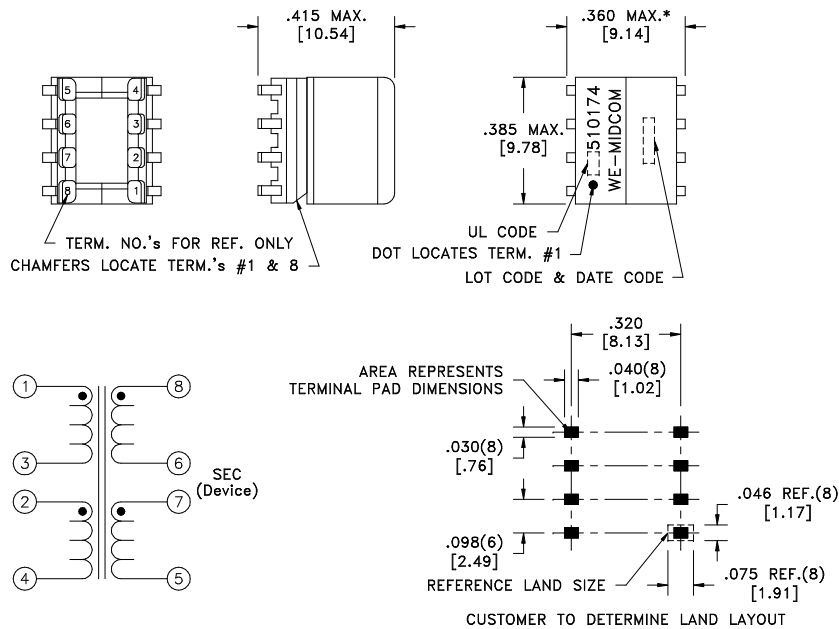 .415 MAX.
[10.54]
.360 MAX.*
[9.14]
5
4
6
3
7
2
8
1
.385 MAX.
[9.78]
510174
WE-MIDCOM
TERM. NO.'s FOR REF. ONLY
CHAMFERS LOCATE TERM.'s #1 & 8
UL CODE
DOT LOCATES TERM. #1
LOT CODE & DATE CODE
1
8
3
6
SEC
(Device)
2
7
4
5
.320
[8.13]
AREA REPRESENTS
TERMINAL PAD DIMENSIONS
.040(8)
[1.02]
.030(8)
[.76]
.098(6)
[2.49]
.046 REF.(8)
[1.17]
REFERENCE LAND SIZE
.075 REF.(8)
[1.91]
CUSTOMER TO DETERMINE LAND LAYOUT